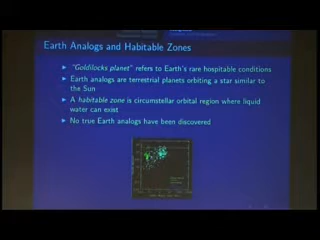 Earth Analogs and Habitable Zones
"Goldilocks planet" refers to Earth's rare hospitable conditions
Earth analogs are terrestrial planets orbiting a star similar to
the Sun
A habitable zone is circumstellar orbital region where liquid
water can exist
No true Earth analogs have been discovered